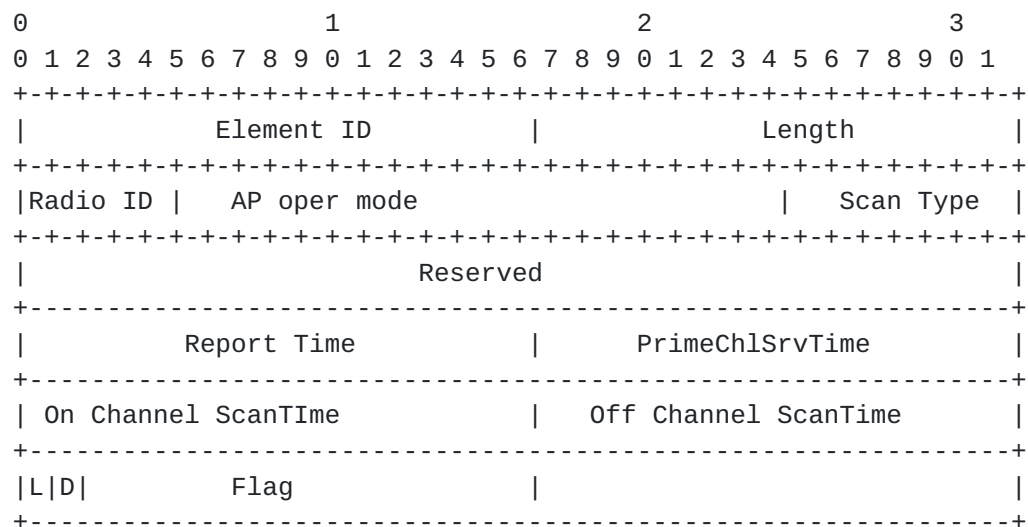 0                   1                   2                   3
0 1 2 3 4 5 6 7 8 9 0 1 2 3 4 5 6 7 8 9 0 1 2 3 4 5 6 7 8 9 0 1
+-+-+-+-+-+-+-+-+-+-+-+-+-+-+-+-+-+-+-+-+-+-+-+-+-+-+-+-+-+-+-+-+
|            Element ID          |              Length          |
+-+-+-+-+-+-+-+-+-+-+-+-+-+-+-+-+-+-+-+-+-+-+-+-+-+-+-+-+-+-+-+-+
|Radio ID |   AP oper mode                       |   Scan Type  |
+-+-+-+-+-+-+-+-+-+-+-+-+-+-+-+-+-+-+-+-+-+-+-+-+-+-+-+-+-+-+-+-+
|                         Reserved                              |
+---------------------------------------------------------------+
|          Report Time           |      PrimeChlSrvTime         |
+---------------------------------------------------------------+
| On Channel ScanTIme            |   Off Channel ScanTime       |
+---------------------------------------------------------------+
|L|D|         Flag               |                              |
+---------------------------------------------------------------+